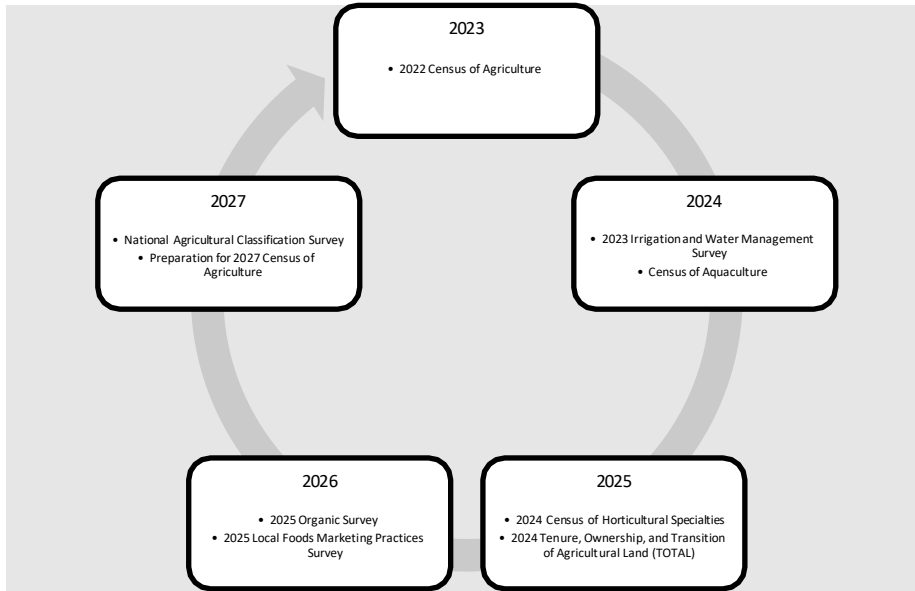 2023
• 2022 Census of Agriculture
2024
• 2023 Irrigation and Water Management
Survey
• Census of Aquaculture
2025
• 2024 Census of Horticultural Specialties
• 2024 Tenure, Ownership, and Transition
of Agricultural Land (TOTAL)
2026
• 2025 Organic Survey
• 2025 Local Foods Marketing Practices
Survey
2027
• National Agricultural Classification Survey
• Preparation for 2027 Census of
Agriculture